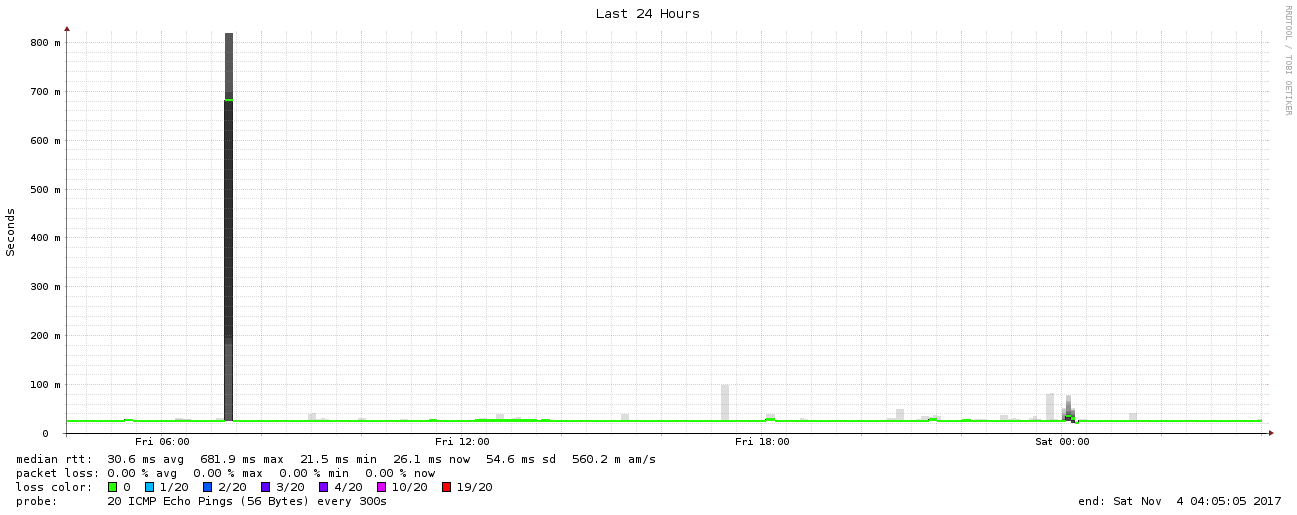 Last 24 Hours
RRDTOOL / TOBI OETIKER
Seconds
800 m
700 m
600 m
500 m
400 m
300 m
200 m
100 m
0
Fri 06:00 Fri 12:00 Fri 18:00 Sat 00:00
median rtt: 30.6 ms avg 681.9 ms max 21.5 ms min 26.1 ms now 54.6 ms sd 560.2 m am/s
packet loss: 0.00 % avg 0.00 % max 0.00 % min 0.00 % now
loss color: 0 1/20 2/20 3/20 4/20 10/20 19/20
probe: 20 ICMP Echo Pings (56 Bytes) every 300s end: Sat Nov 4 04:05:05 2017